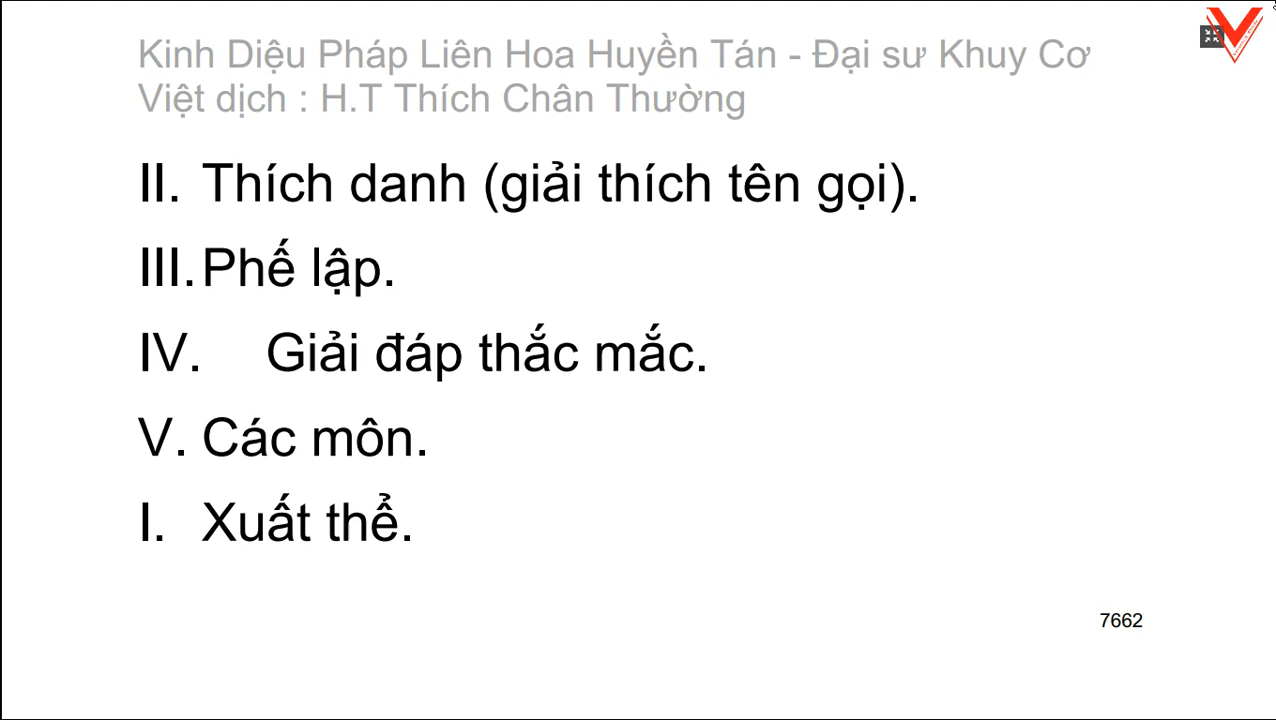 Kinh Diệu Pháp Liên Hoa Huyền Tán - Đại sư Khuy Cơ
Việt dịch : H.T Thích Chân Thường
II. Thích danh (giải thích tên gọi).
III. Phế lập.
IV. Giải đáp thắc mắc.
V. Các môn.
I. Xuất thể.
7662